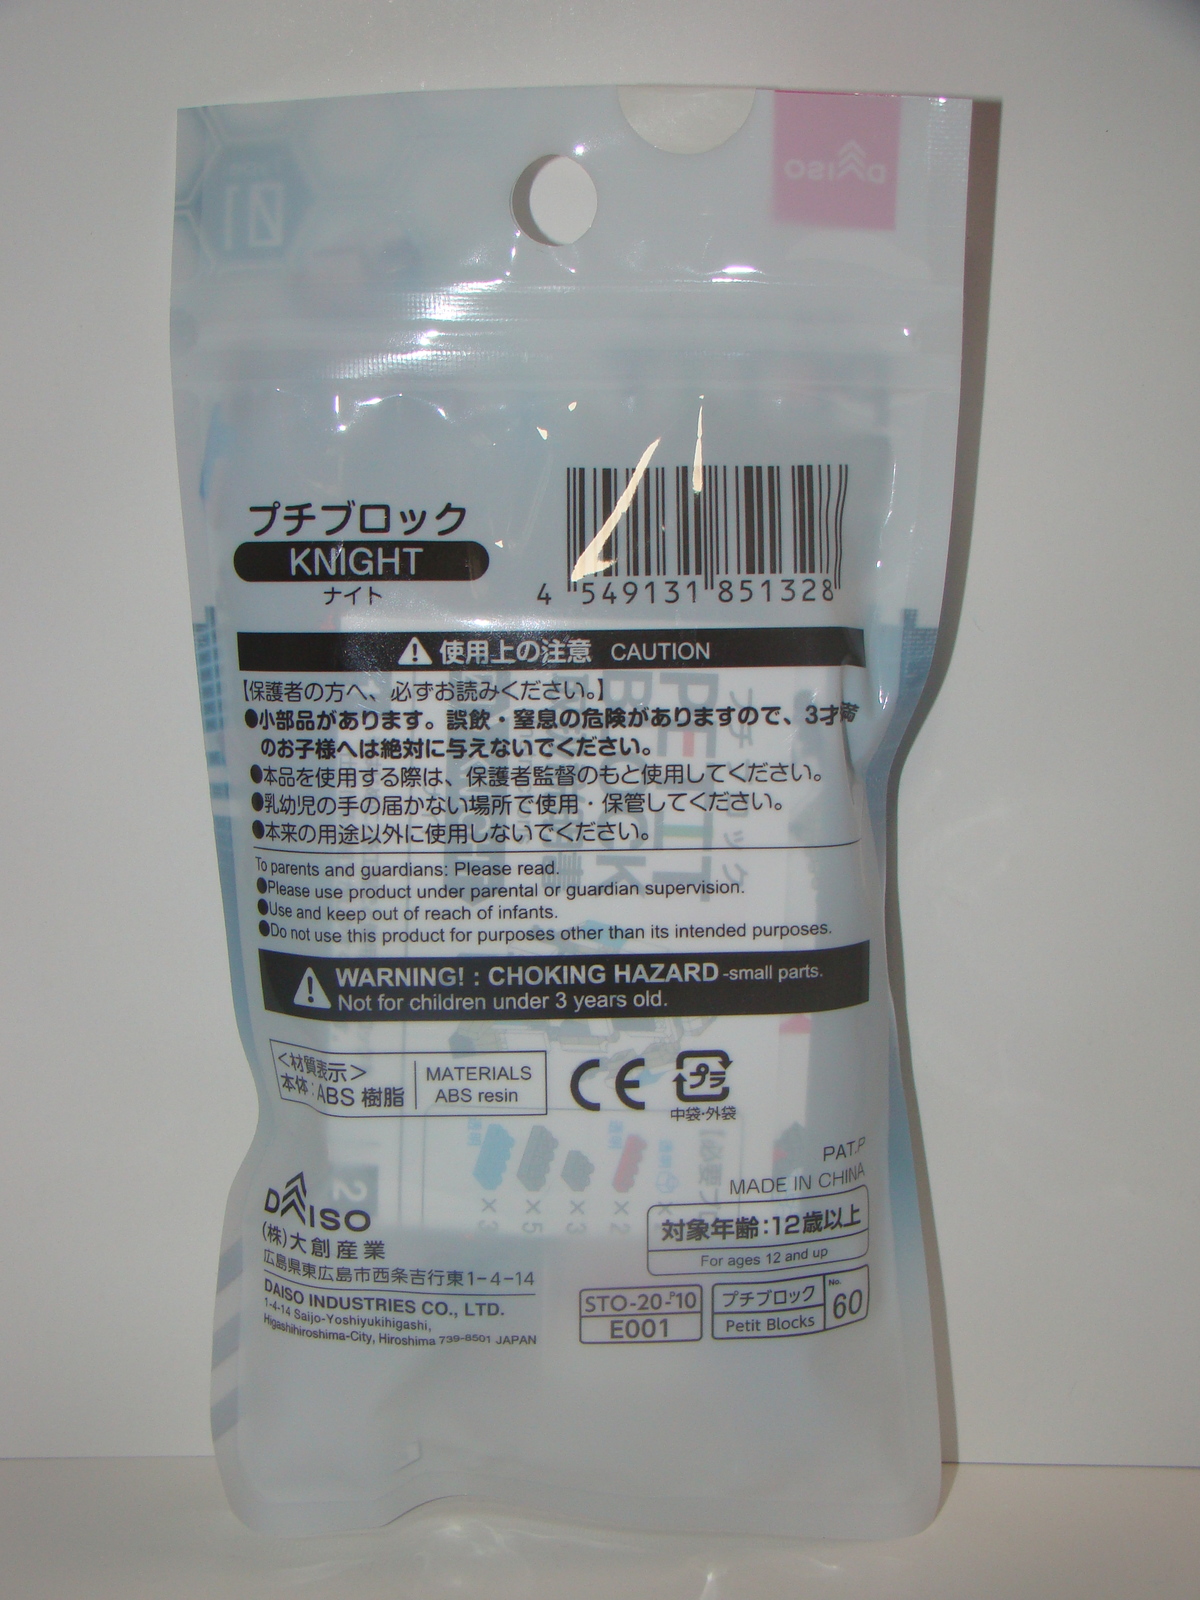 DAISO
01
プチブロック
KNIGHT
ナイト
4 549131 851328
使用上の注意 CAUTION
【保護者の方へ、必ずお読みください。】
●小部品があります。誤飲・窒息の危険がありますので、3才
のお子様へは絶対に与えないでください。
●本品を使用する際は、保護者監督のもと使用してください。
●乳幼児の手の届かない場所で使用・保管してください。
●本来の用途以外に使用しないでください。
To parents and guardians: Please read.
●Please use product under parental or guardian supervision.
●Use and keep out of reach of infants.
●Do not use this product for purposes other than its intended purposes.
WARNING! : CHOKING HAZARD -small parts.
Not for children under 3 years old.
<材質表示>
本体:ABS 樹脂
MATERIALS
ABS resin
CE
プラ
中袋・外袋
PAT.P
MADE IN CHINA
対象年齢:12歳以上
For ages 12 and up
DAISO
(株)大創産業
広島県東広島市西条吉行東1-4-14
DAISO INDUSTRIES CO., LTD.
1-4-14 Saijo-Yoshiyukihigashi,
Higashihiroshima-City, Hiroshima 739-8501 JAPAN
STO-20-P10
E001
プチブロック
Petit Blocks
No.
60